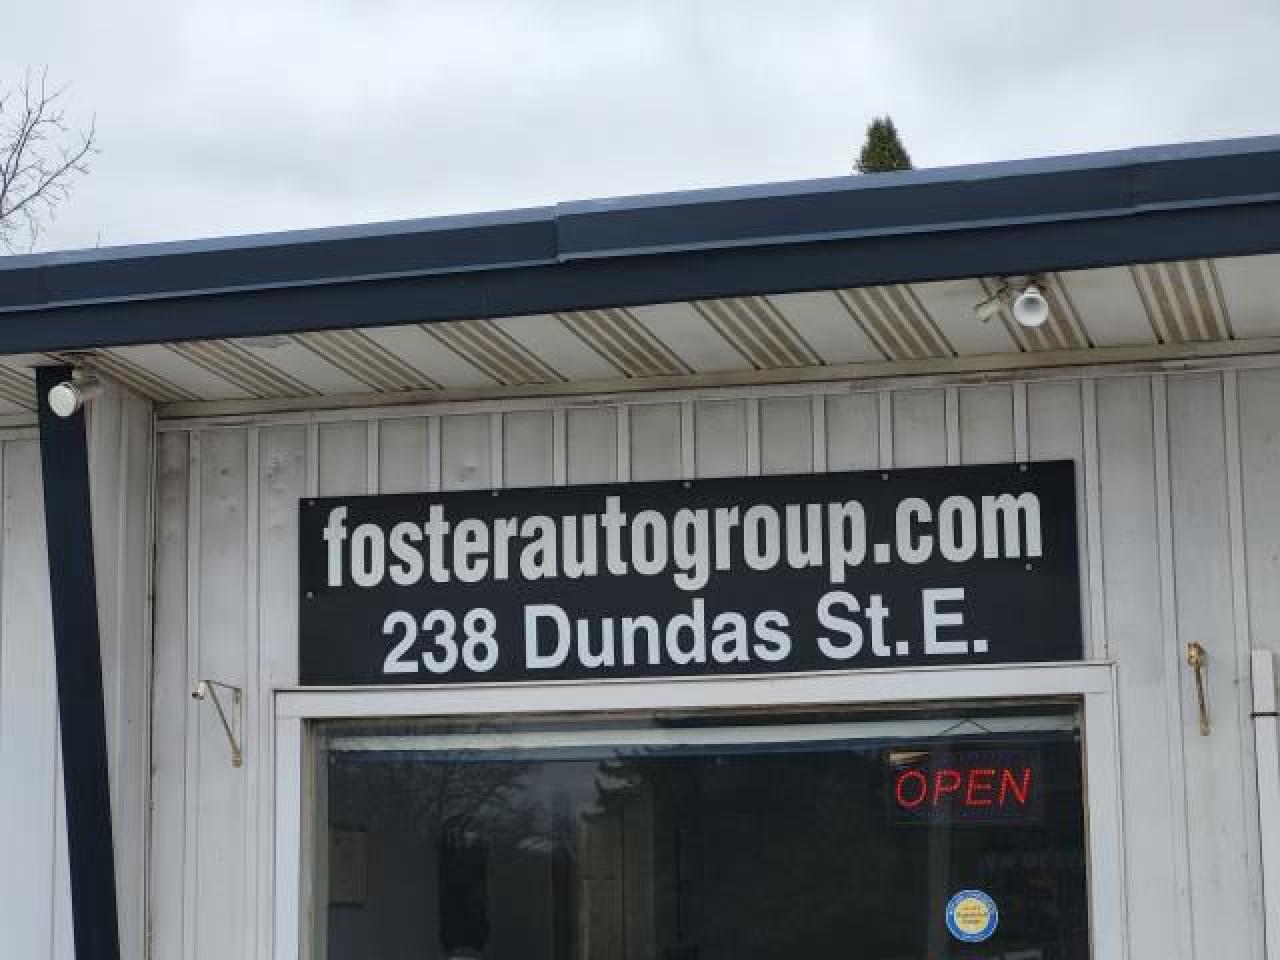 fosterautogroup.com
238 Dundas St. E.
OPEN